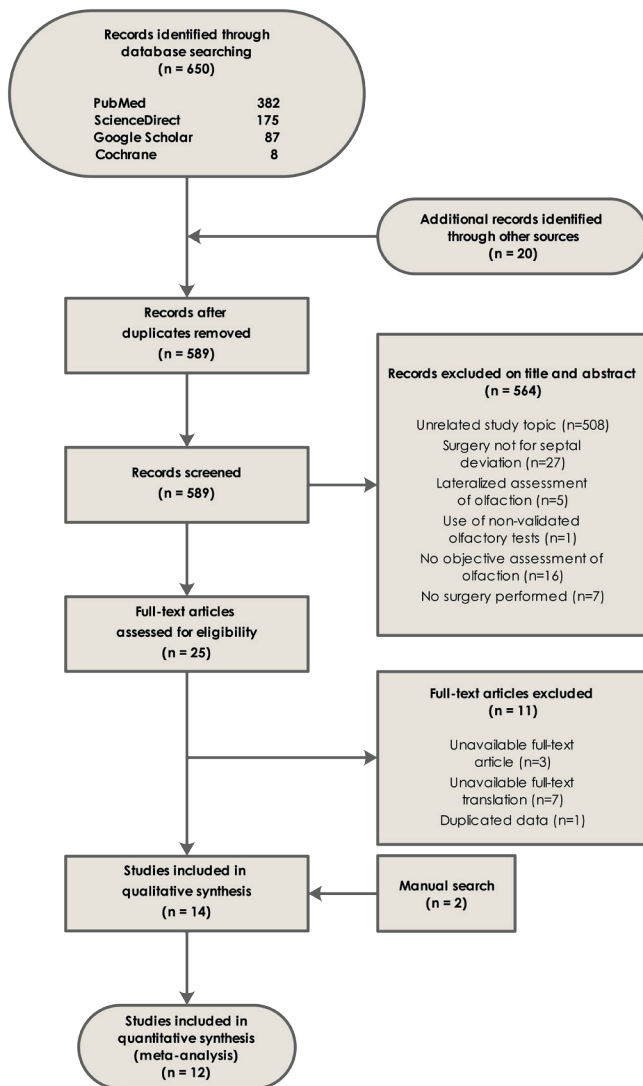 Records identified through
database searching
(n = 650)
PubMed 382
ScienceDirect 175
Google Scholar 87
Cochrane 8
Additional records identified
through other sources
(n = 20)
Records after
duplicates removed
(n = 589)
Records excluded on title and abstract
(n = 564)
Unrelated study topic (n=508)
Surgery not for septal
deviation (n=27)
Lateralized assessment
of olfaction (n=5)
Use of non-validated
olfactory tests (n=1)
No objective assessment of
olfaction (n=16)
No surgery performed (n=7)
Records screened
(n = 589)
Full-text articles
assessed for eligibility
(n = 25)
Full-text articles excluded
(n = 11)
Unavailable full-text
article (n=3)
Unavailable full-text
translation (n=7)
Duplicated data (n=1)
Studies included in
qualitative synthesis
(n = 14)
Manual search
(n = 2)
Studies included in
quantitative synthesis
(meta-analysis)
(n = 12)